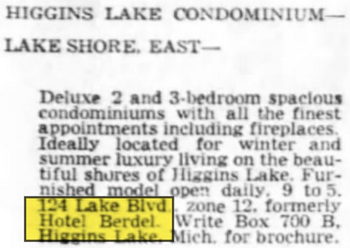 HIGGINS LAKE CONDOMINIUM—
LAKE SHORE. EAST—
Deluxe 2 and 3-bedroom spacious
condominiums with all the finest
appointments including fireplaces.
Ideally located for winter and
summer luxury living on the beau-
tiful shores of Higgins Lake. Fur-
nished model open daily, 9 to 5.
124 Lake Blvd. zone 12, formerly
Hotel Berdel. Write Box 700 B,
Higgins Lake, Mich. for brochure.